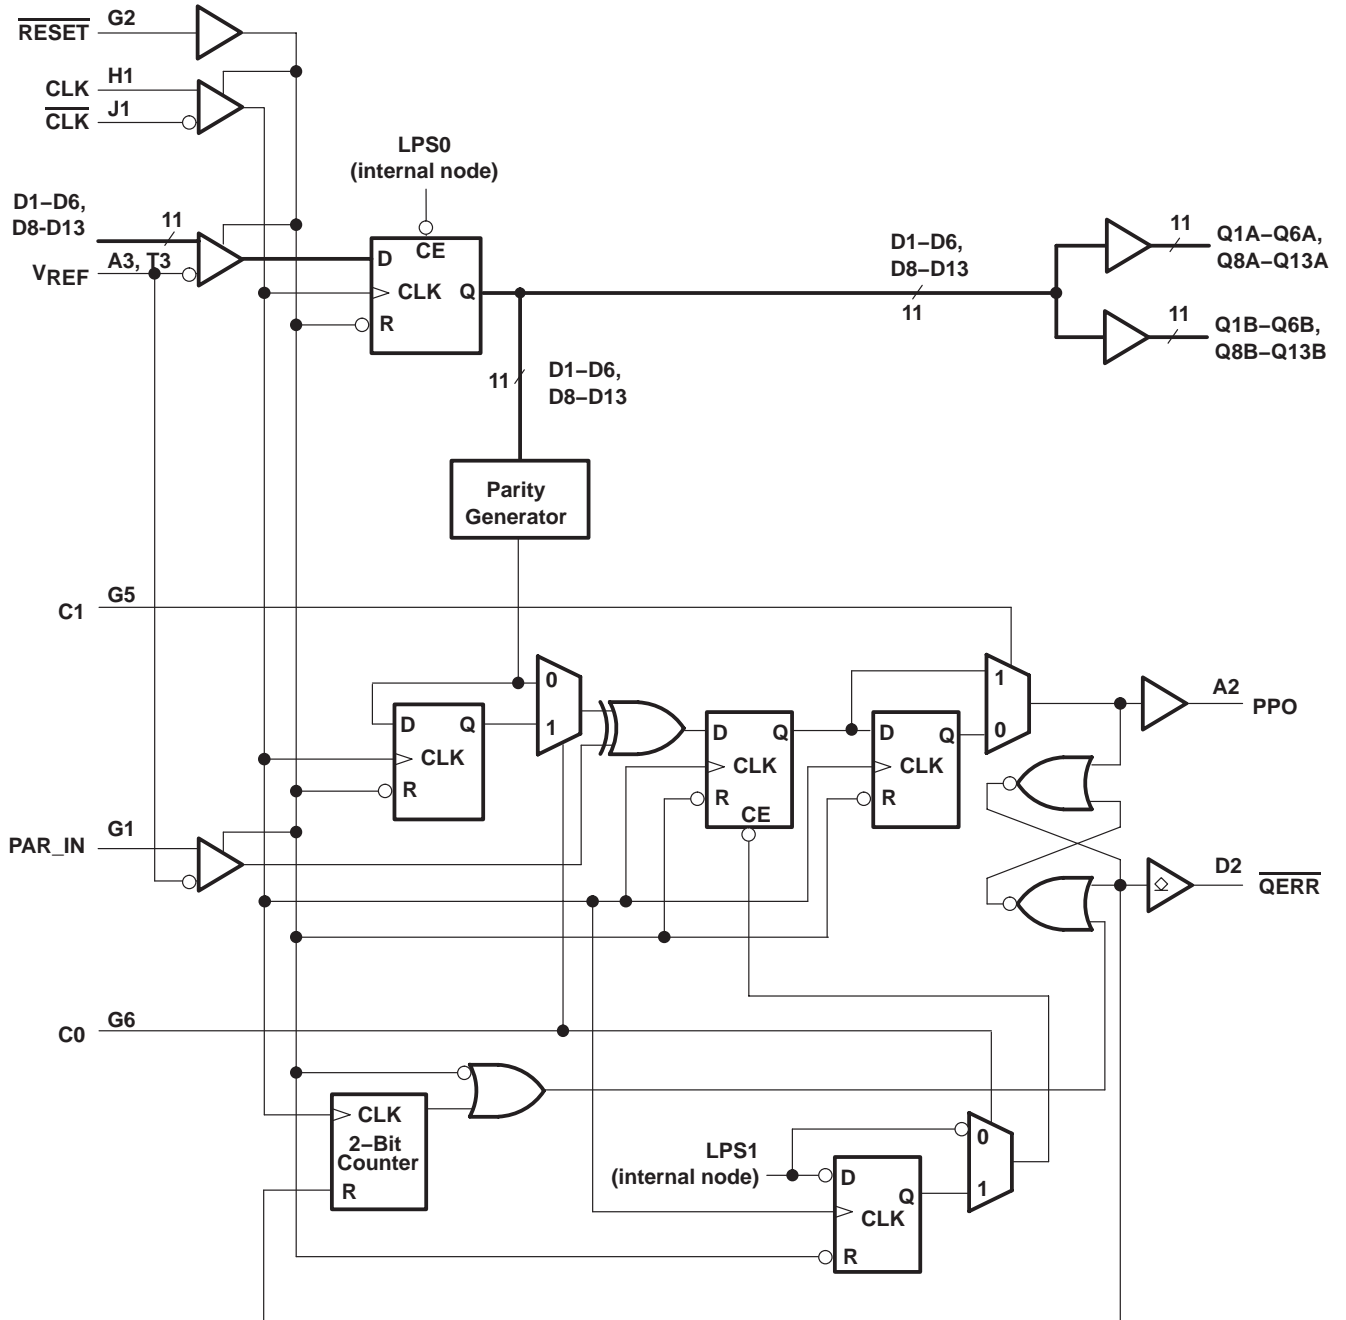 RESET G2
CLK H1
CLK J1
LPS0
(internal node)
D1−D6,
D8-D13
11
VREF A3, T3
D
CE
CLK
Q
R
D1−D6,
D8−D13
11
11
Q1A−Q6A,
Q8A−Q13A
11
Q1B−Q6B,
Q8B−Q13B
11
D1−D6,
D8−D13
Parity
Generator
C1 G5
0
1
D Q
CLK
R
D Q
CLK
R
CE
D Q
CLK
R
1
0
A2 PPO
PAR_IN G1
D2 QERR
C0 G6
CLK
2−Bit
Counter
R
LPS1
(internal node)
D
Q
CLK
R
0
1